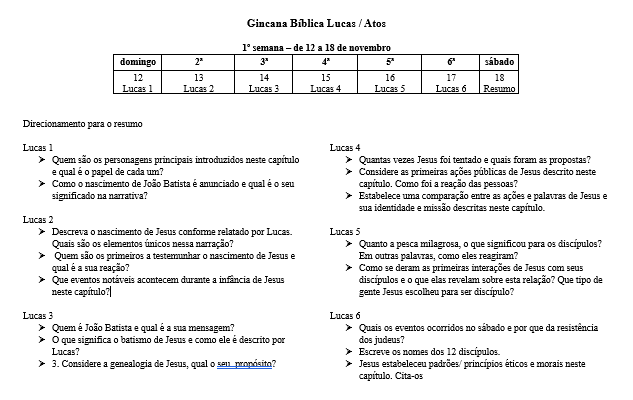 Gincana Bíblica Lucas / Atos
1ª semana – de 12 a 18 de novembro
domingo 2ª 3ª 4ª 5ª 6ª sábado
12 13 14 15 16 17 18
Lucas 1 Lucas 2 Lucas 3 Lucas 4 Lucas 5 Lucas 6 Resumo
Direcionamento para o resumo
Lucas 1
➤ Quem são os personagens principais introduzidos neste capítulo
e qual é o papel de cada um?
➤ Como o nascimento de João Batista é anunciado e qual é o seu
significado na narrativa?
Lucas 2
➤ Descreva o nascimento de Jesus conforme relatado por Lucas.
Quais são os elementos únicos nessa narração?
➤ Quem são os primeiros a testemunhar o nascimento de Jesus e
qual é a sua reação?
➤ Que eventos notáveis acontecem durante a infância de Jesus
neste capítulo?
Lucas 3
➤ Quem é João Batista e qual é a sua mensagem?
➤ O que significa o batismo de Jesus e como ele é descrito por
Lucas?
➤ 3. Considere a genealogia de Jesus, qual o seu propósito?
Lucas 4
➤ Quantas vezes Jesus foi tentado e quais foram as propostas?
➤ Considere as primeiras ações públicas de Jesus descrito neste
capítulo. Como foi a reação das pessoas?
➤ Estabelece uma comparação entre as ações e palavras de Jesus e
sua identidade e missão descritas neste capítulo.
Lucas 5
➤ Quanto a pesca milagrosa, o que significou para os discípulos?
Em outras palavras, como eles reagiram?
➤ Como se deram as primeiras interações de Jesus com seus
discípulos e o que elas revelam sobre esta relação? Que tipo de
gente Jesus escolheu para ser discípulo?
Lucas 6
➤ Quais os eventos ocorridos no sábado e por que da resistência
dos judeus?
➤ Escreve os nomes dos 12 discípulos.
➤ Jesus estabeleceu padrões/ princípios éticos e morais neste
capítulo. Cita-os